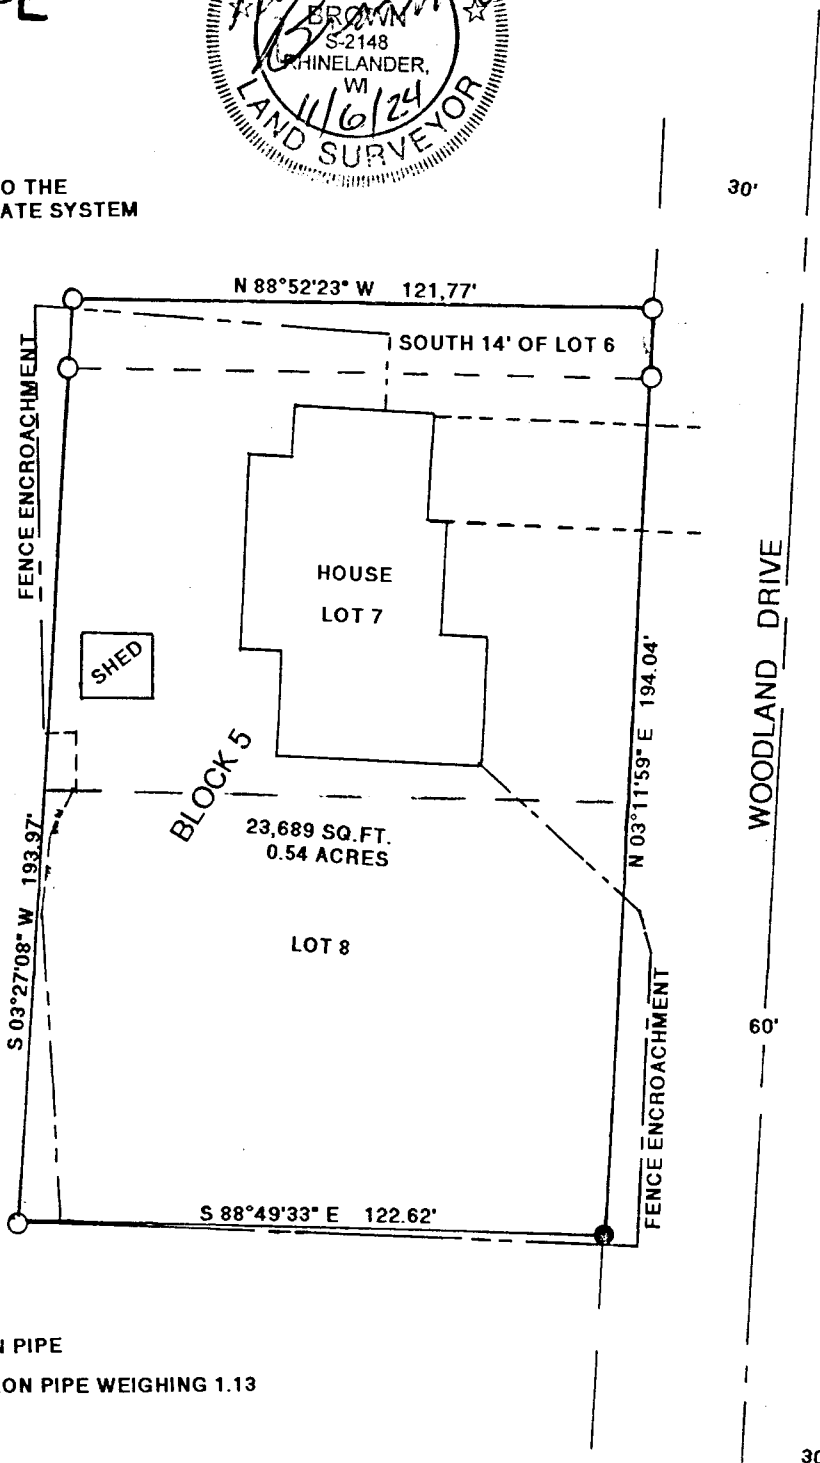 BROWN
S-2148
RHINELANDER,
WI
11/6/24
LAND SURVEYOR
O THE
ATE SYSTEM
30'
N 88°52'23" W 121,77'
SOUTH 14' OF LOT 6
FENCE ENCROACHMENT
HOUSE
LOT 7
SHED
BLOCK 5
N 03°11'59" E 194.04'
WOODLAND DRIVE
23,689 SQ.FT.
0.54 ACRES
S 03°27'08" W 193.97'
LOT 8
60'
FENCE ENCROACHMENT
S 88°49'33" E 122.62'
N PIPE
ON PIPE WEIGHING 1.13
30